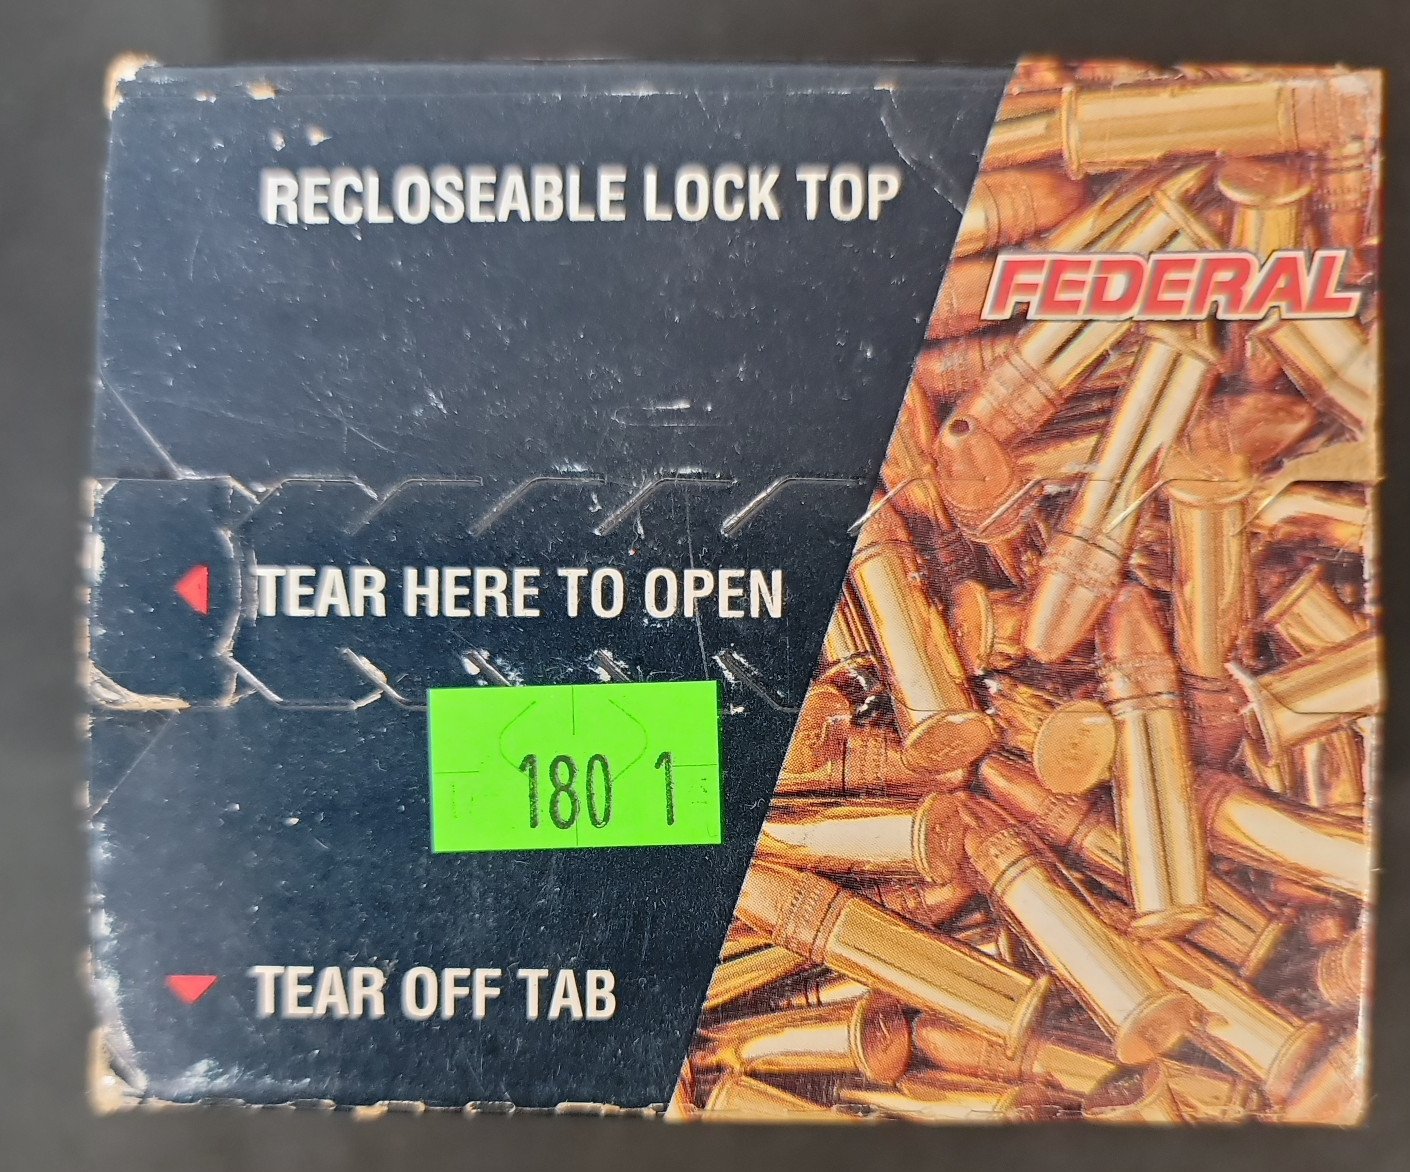 RECLOSEABLE LOCK TOP
FEDERAL
TEAR HERE TO OPEN
180 1
TEAR OFF TAB